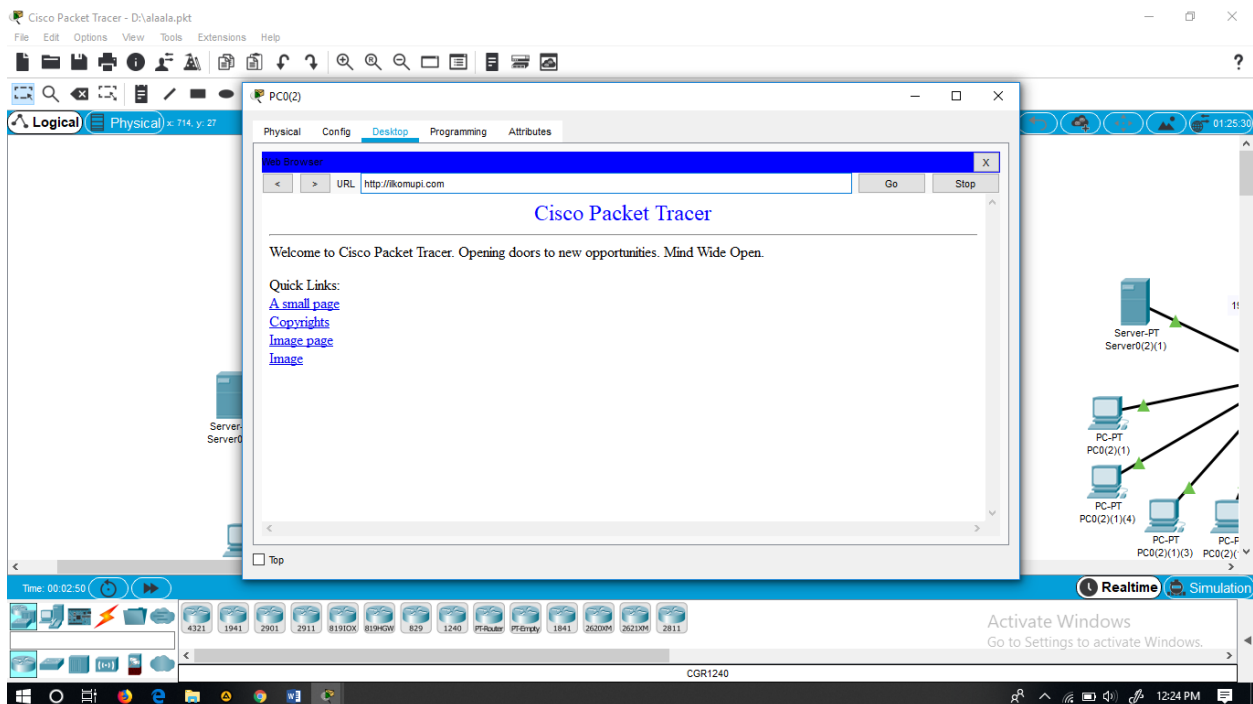 Cisco Packet Tracer - D:\alaala.pkt
File Edit Options View Tools Extensions Help
?
PC0(2)
Logical Physical x: 714, y: 27
01:25:30
Physical Config Desktop Programming Attributes
Web Browser X
< > URL http://ilkomupi.com Go Stop
Cisco Packet Tracer
Welcome to Cisco Packet Tracer. Opening doors to new opportunities. Mind Wide Open.
Quick Links:
A small page
Copyrights
Image page
Image
Server-PT
Server0(2)(1)
Server-
Server0
PC-PT
PC0(2)(1)
PC-PT
PC0(2)(1)(4)
PC-PT
PC0(2)(1)(3)
PC-P
PC0(2)(
Top
Time: 00:02:50
Realtime Simulation
4321 1941 2901 2911 819IOX 819HGW 829 1240 PT-Router PT-Empty 1841 2620XM 2621XM 2811
Activate Windows
Go to Settings to activate Windows.
CGR1240
12:24 PM